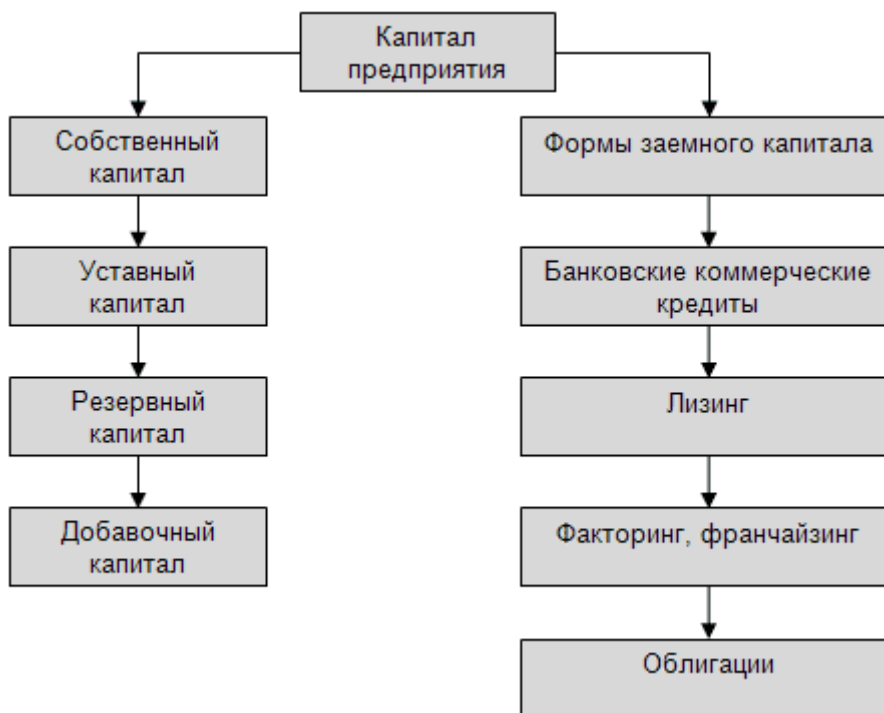 Капитал
предприятия
Собственный
капитал
Формы заемного капитала
Уставный
капитал
Банковские коммерческие
кредиты
Резервный
капитал
Лизинг
Добавочный
капитал
Факторинг, франчайзинг
Облигации